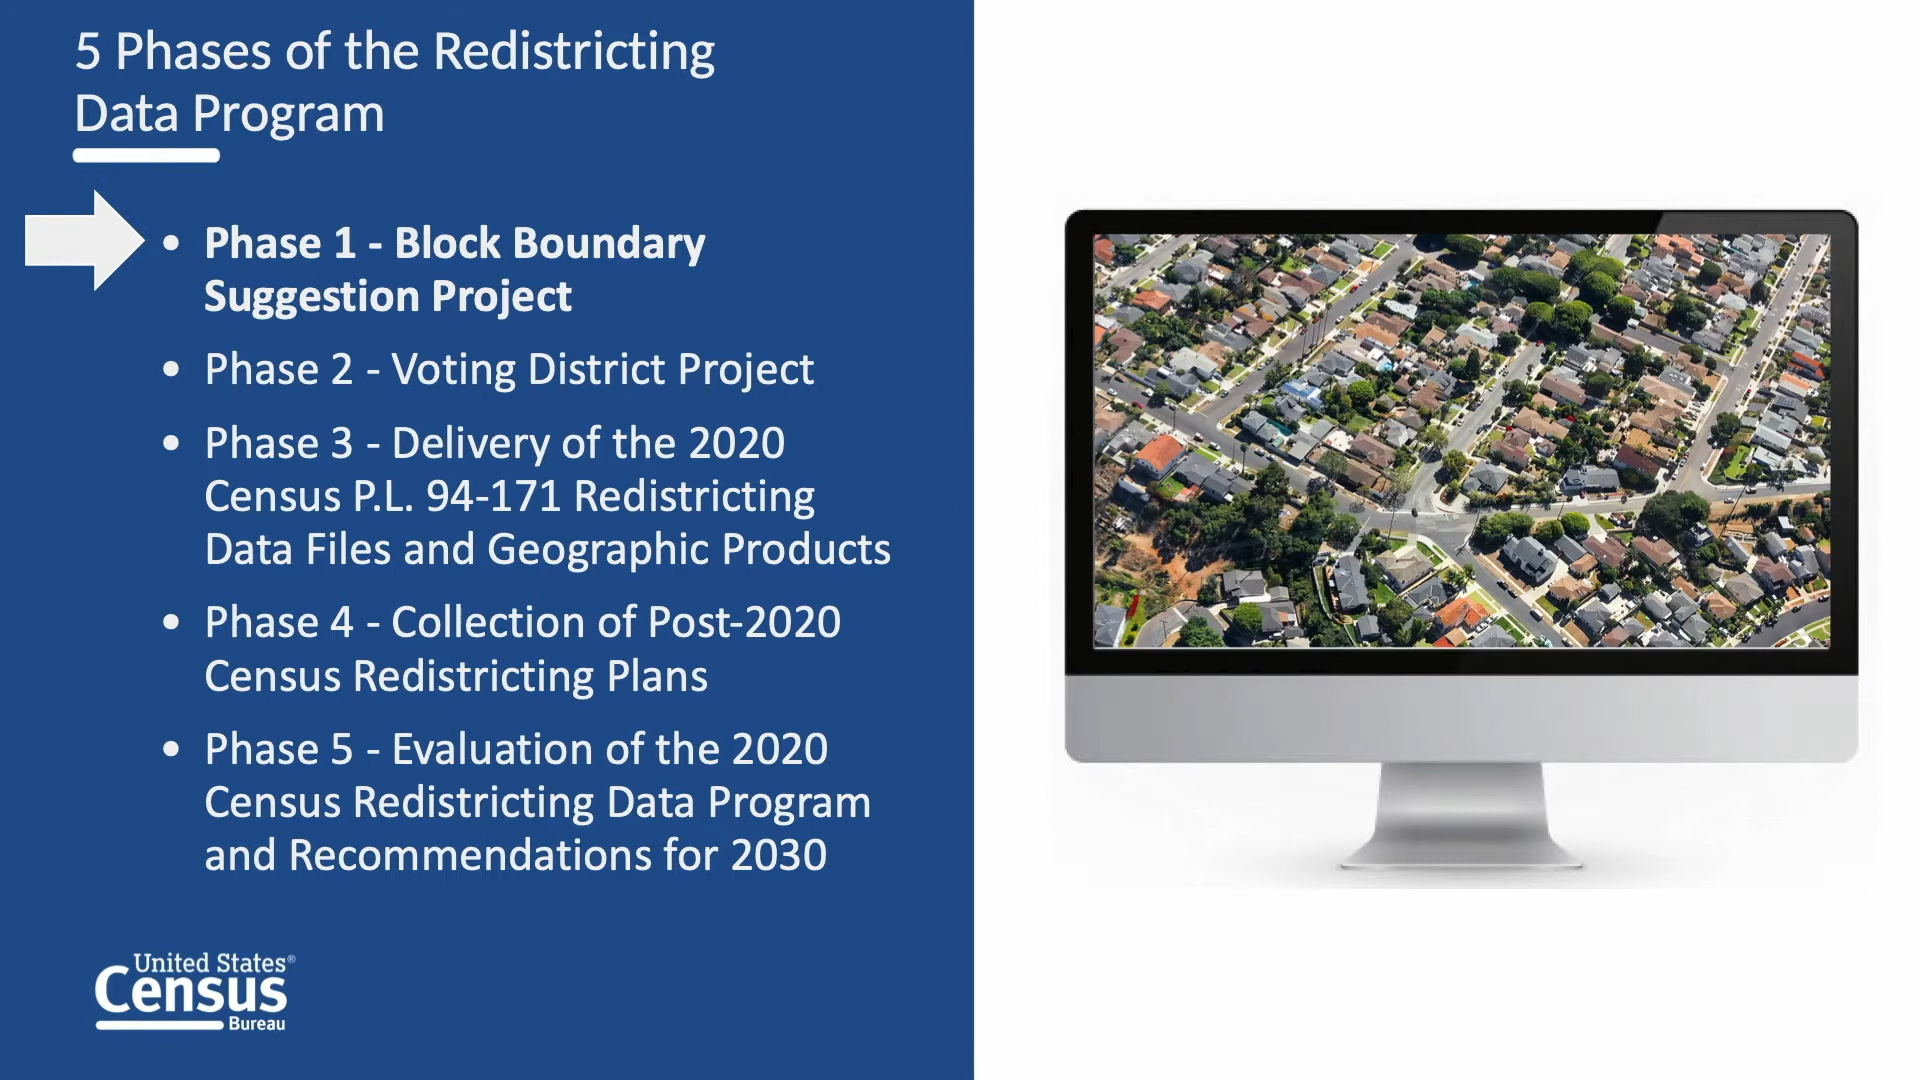 5 Phases of the Redistricting
Data Program
• Phase 1 - Block Boundary
Suggestion Project
• Phase 2 - Voting District Project
• Phase 3 - Delivery of the 2020
Census P.L. 94-171 Redistricting
Data Files and Geographic Products
• Phase 4 - Collection of Post-2020
Census Redistricting Plans
• Phase 5 - Evaluation of the 2020
Census Redistricting Data Program
and Recommendations for 2030
United States®
Census
Bureau